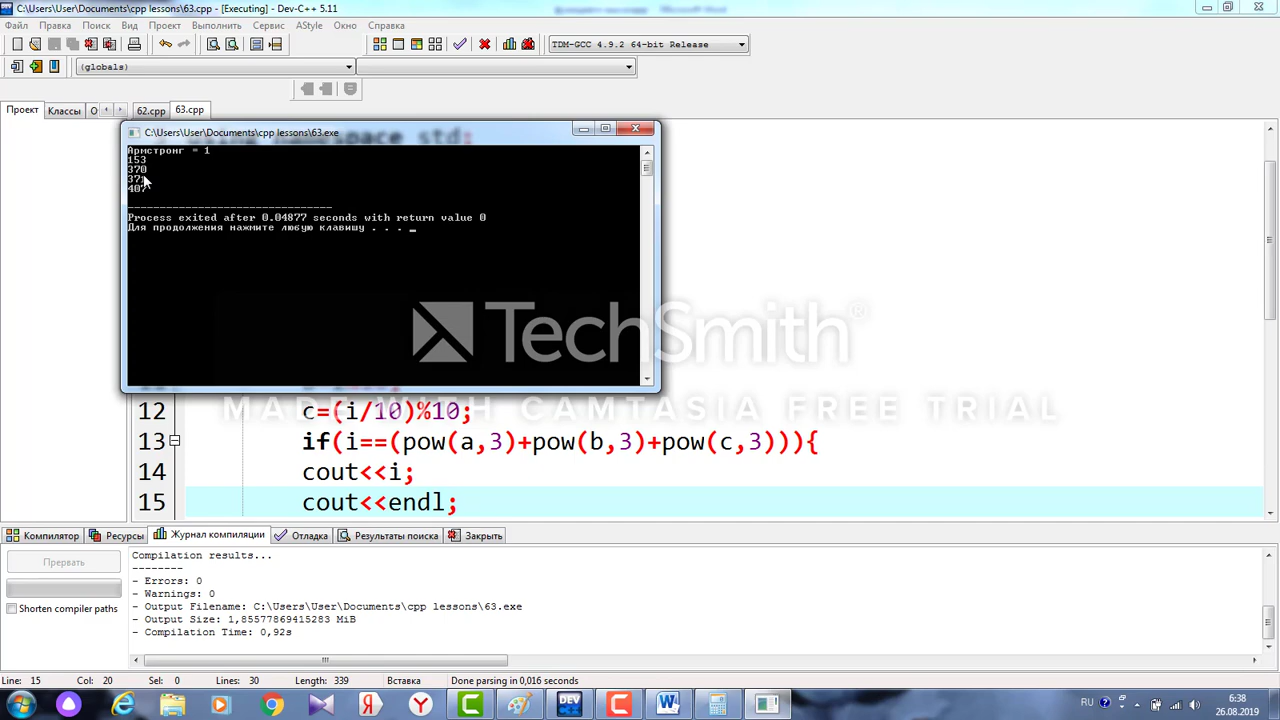 C:\Users\User\Documents\cpp lessons\63.cpp - [Executing] - Dev-C++ 5.11
Файл Правка Поиск Вид Проект Выполнить Сервис AStyle Окно Справка
TDM-GCC 4.9.2 64-bit Release
(globals)
Проект Классы О 62.cpp 63.cpp
using namespace std;
C:\Users\User\Documents\cpp lessons\63.exe
Армстронг = 1
153
370
371
407
--------------------------------
Process exited after 0.04877 seconds with return value 0
Для продолжения нажмите любую клавишу . . . _
TechSmith®
MADE WITH CAMTASIA FREE TRIAL
12 c=(i/10)%10;
13 if(i==(pow(a,3)+pow(b,3)+pow(c,3))){
14 cout<<i;
15 cout<<endl;
Компилятор Ресурсы Журнал компиляции Отладка Результаты поиска Закрыть
Прервать
Shorten compiler paths
Compilation results...
--------
- Errors: 0
- Warnings: 0
- Output Filename: C:\Users\User\Documents\cpp lessons\63.exe
- Output Size: 1,85577869415283 MiB
- Compilation Time: 0,92s
Line: 15 Col: 20 Sel: 0 Lines: 30 Length: 339 Вставка Done parsing in 0,016 seconds
DEV
RU 6:38
26.08.2019